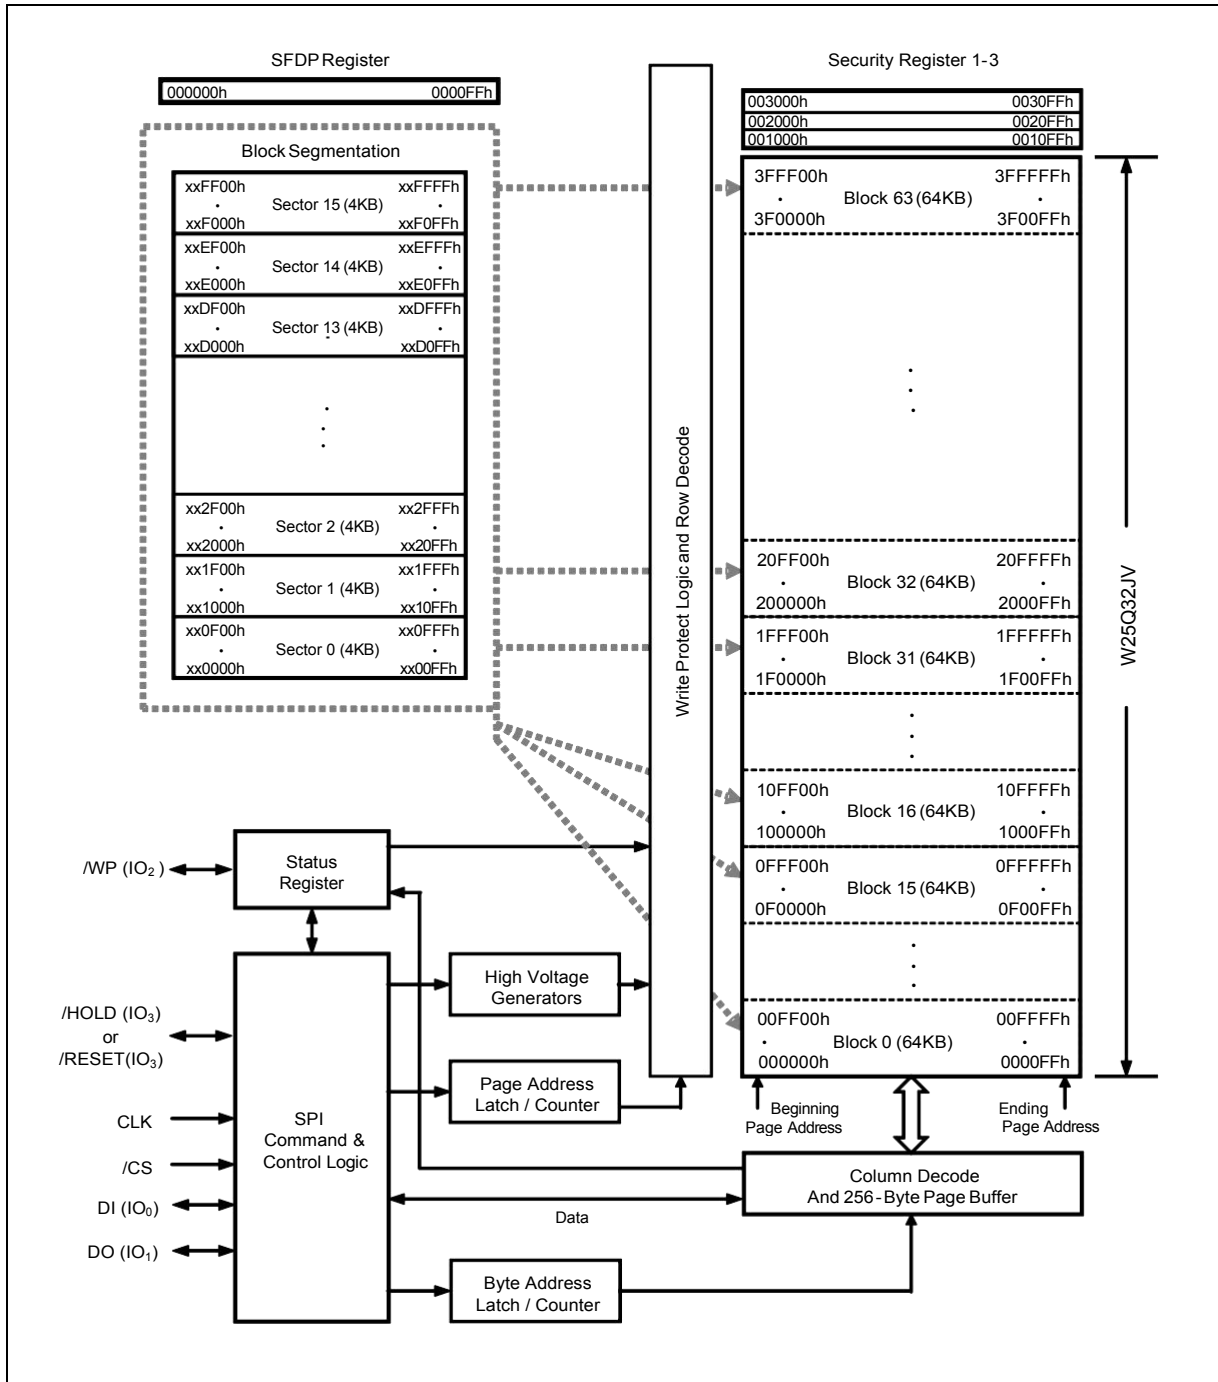 SFDP Register
000000h 0000FFh
Block Segmentation
xxFF00h xxFFFFh
Sector 15 (4KB)
xxF000h xxF0FFh
xxEF00h xxEFFFh
Sector 14 (4KB)
xxE000h xxE0FFh
xxDF00h xxDFFFh
Sector 13 (4KB)
xxD000h xxD0FFh
xx2F00h xx2FFFh
Sector 2 (4KB)
xx2000h xx20FFh
xx1F00h xx1FFFh
Sector 1 (4KB)
xx1000h xx10FFh
xx0F00h xx0FFFh
Sector 0 (4KB)
xx0000h xx00FFh
Write Protect Logic and Row Decode
Security Register 1-3
003000h 0030FFh
002000h 0020FFh
001000h 0010FFh
3FFF00h 3FFFFFh
Block 63 (64KB)
3F0000h 3F00FFh
20FF00h 20FFFFh
Block 32 (64KB)
200000h 2000FFh
1FFF00h 1FFFFFh
Block 31 (64KB)
1F0000h 1F00FFh
10FF00h 10FFFFh
Block 16 (64KB)
100000h 1000FFh
0FFF00h 0FFFFFh
Block 15 (64KB)
0F0000h 0F00FFh
00FF00h 00FFFFh
Block 0 (64KB)
000000h 0000FFh
W25Q32JV
Beginning
Page Address
Ending
Page Address
/WP (IO₂)
Status
Register
/HOLD (IO₃)
or
/RESET(IO₃)
CLK
/CS
DI (IO₀)
DO (IO₁)
SPI
Command &
Control Logic
High Voltage
Generators
Page Address
Latch / Counter
Column Decode
And 256-Byte Page Buffer
Data
Byte Address
Latch / Counter